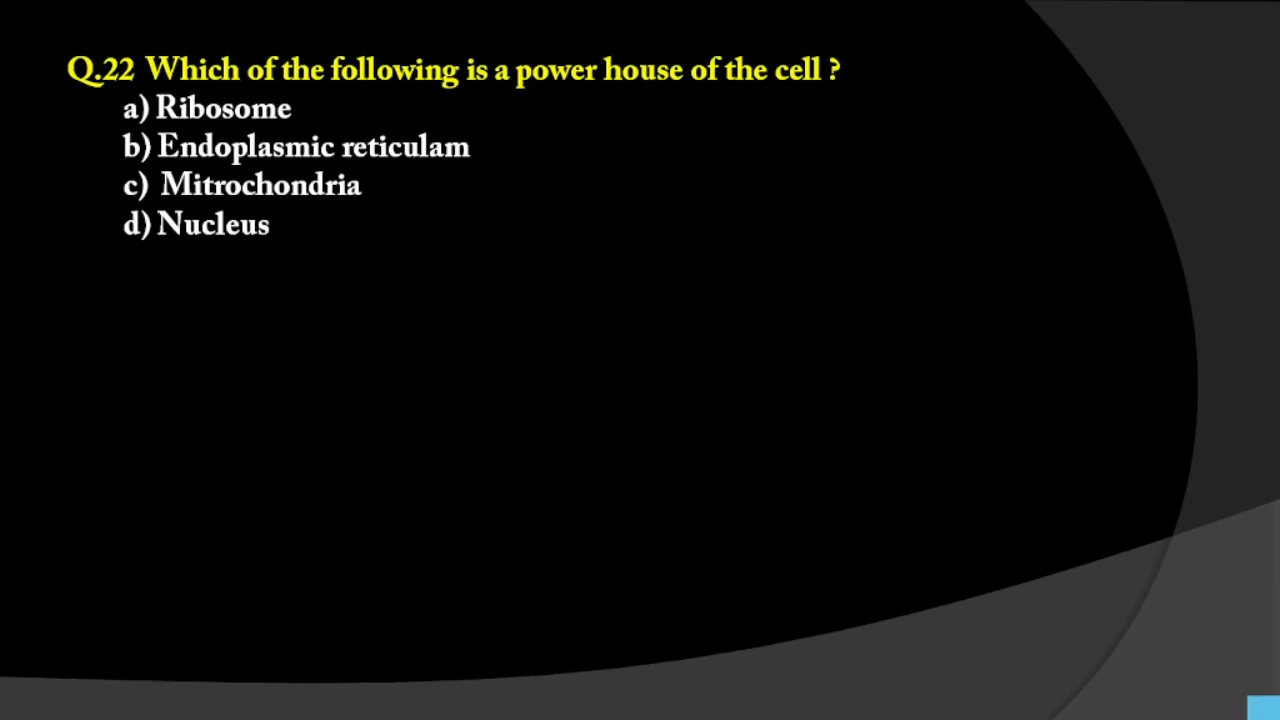 Q.22 Which of the following is a power house of the cell ?
a) Ribosome
b) Endoplasmic reticulam
c) Mitrochondria
d) Nucleus